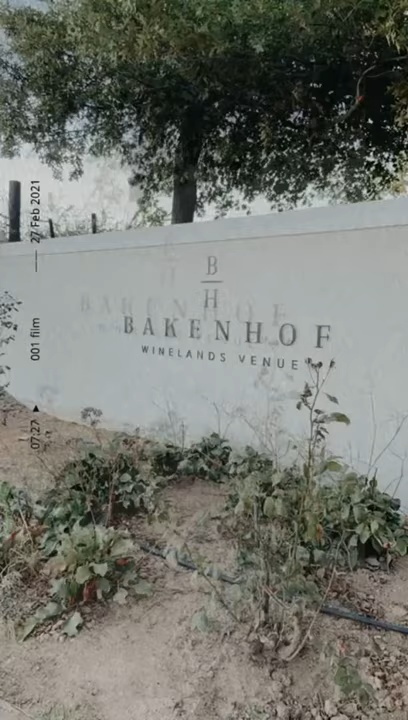 B
H
BAKENHOF
WINELANDS VENUE
07:27 ▶ 001 film — 27 Feb 2021